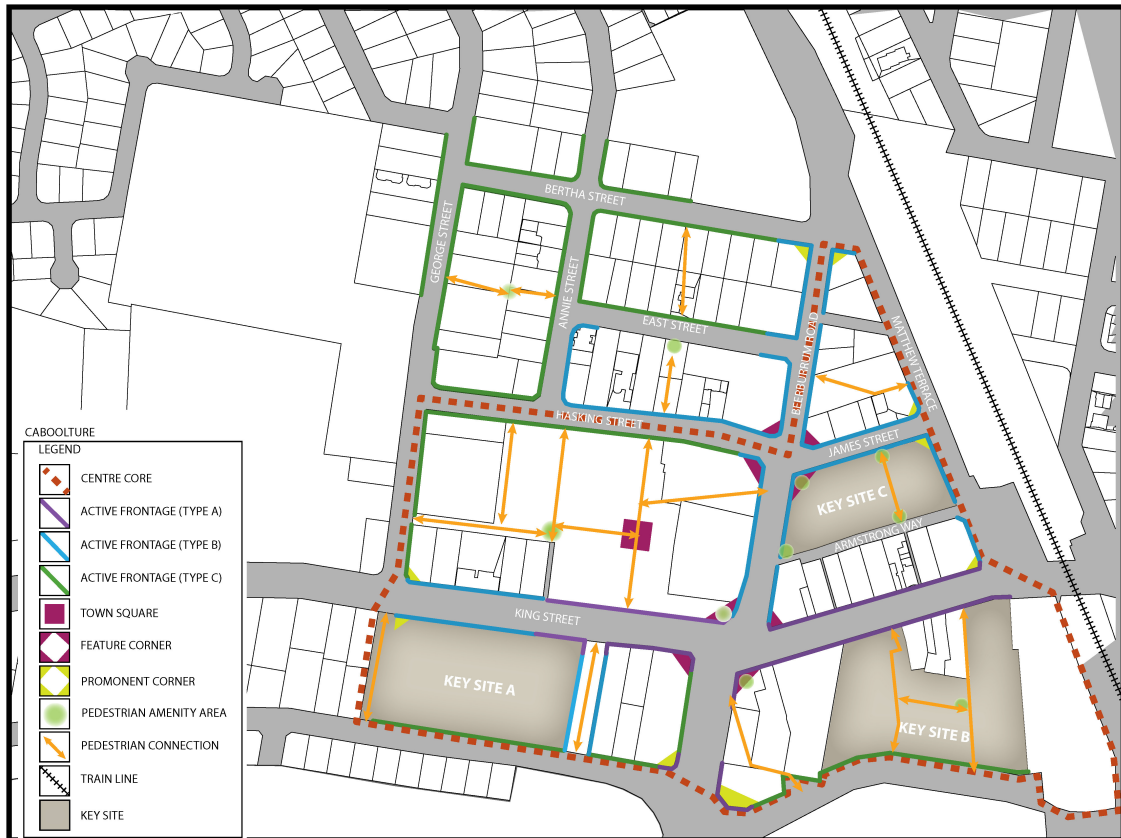 BERTHA STREET
GEORGE STREET
ANNIE STREET
EAST STREET
BEERBURRUM ROAD
MATTHEW TERRACE
HASKING STREET
JAMES STREET
KEY SITE C
ARMSTRONG WAY
KING STREET
KEY SITE A
KEY SITE B
CABOOLTURE
LEGEND
CENTRE CORE
ACTIVE FRONTAGE (TYPE A)
ACTIVE FRONTAGE (TYPE B)
ACTIVE FRONTAGE (TYPE C)
TOWN SQUARE
FEATURE CORNER
PROMONENT CORNER
PEDESTRIAN AMENITY AREA
PEDESTRIAN CONNECTION
TRAIN LINE
KEY SITE